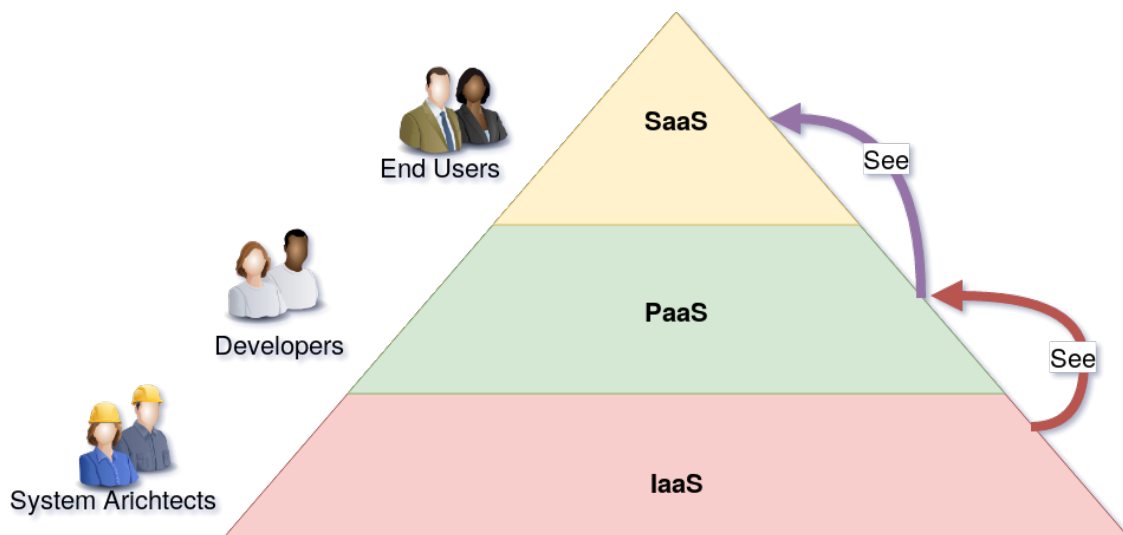 SaaS
End Users
See
PaaS
Developers
See
IaaS
System Arichtects